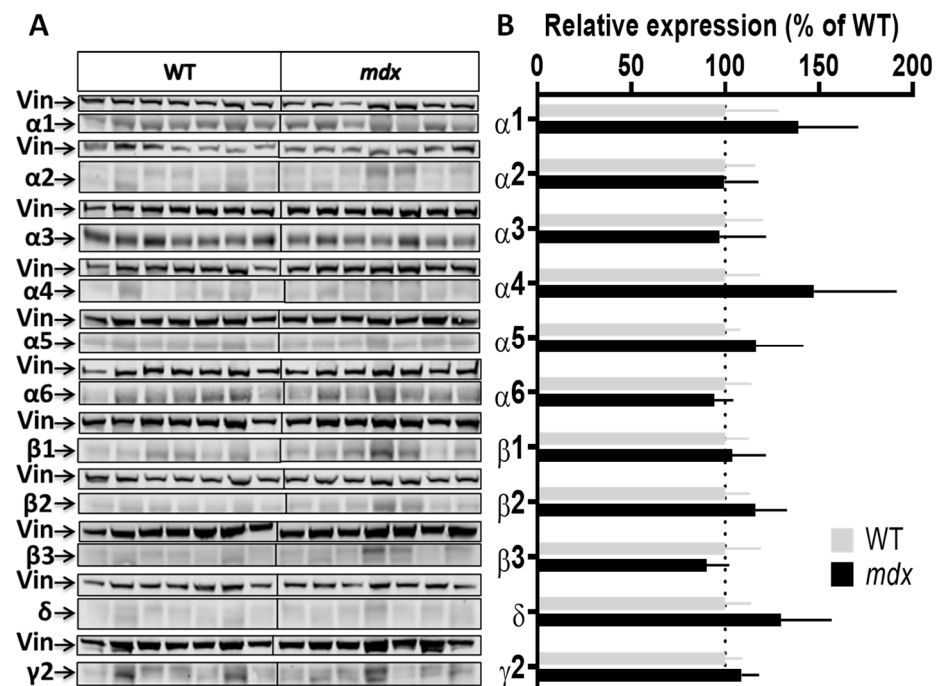 A
WT mdx
Vin→
α1→
Vin→
α2→
Vin→
α3→
Vin→
α4→
Vin→
α5→
Vin→
α6→
Vin→
β1→
Vin→
β2→
Vin→
β3→
Vin→
δ→
Vin→
γ2→
B Relative expression (% of WT)
0 50 100 150 200
α1
α2
α3
α4
α5
α6
β1
β2
β3
δ
γ2
WT
mdx